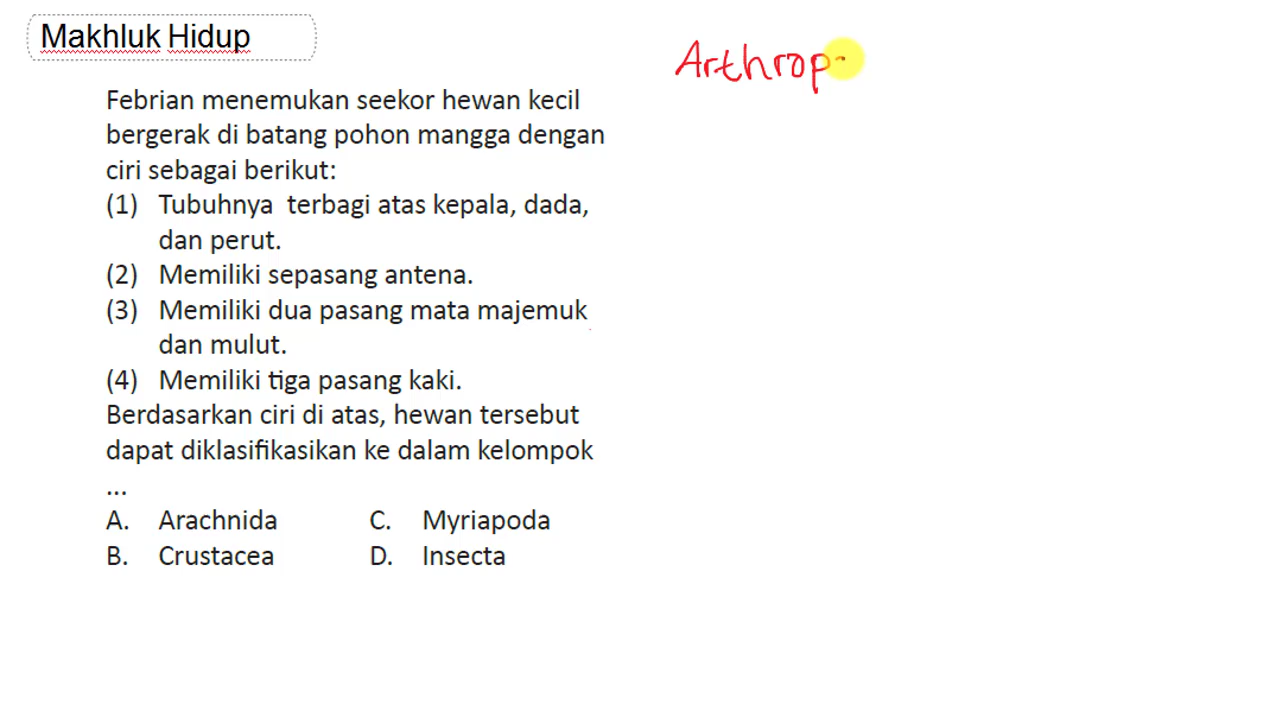 Makhluk Hidup
Arthrop
Febrian menemukan seekor hewan kecil
bergerak di batang pohon mangga dengan
ciri sebagai berikut:
(1) Tubuhnya terbagi atas kepala, dada,
dan perut.
(2) Memiliki sepasang antena.
(3) Memiliki dua pasang mata majemuk
dan mulut.
(4) Memiliki tiga pasang kaki.
Berdasarkan ciri di atas, hewan tersebut
dapat diklasifikasikan ke dalam kelompok
...
A. Arachnida C. Myriapoda
B. Crustacea D. Insecta